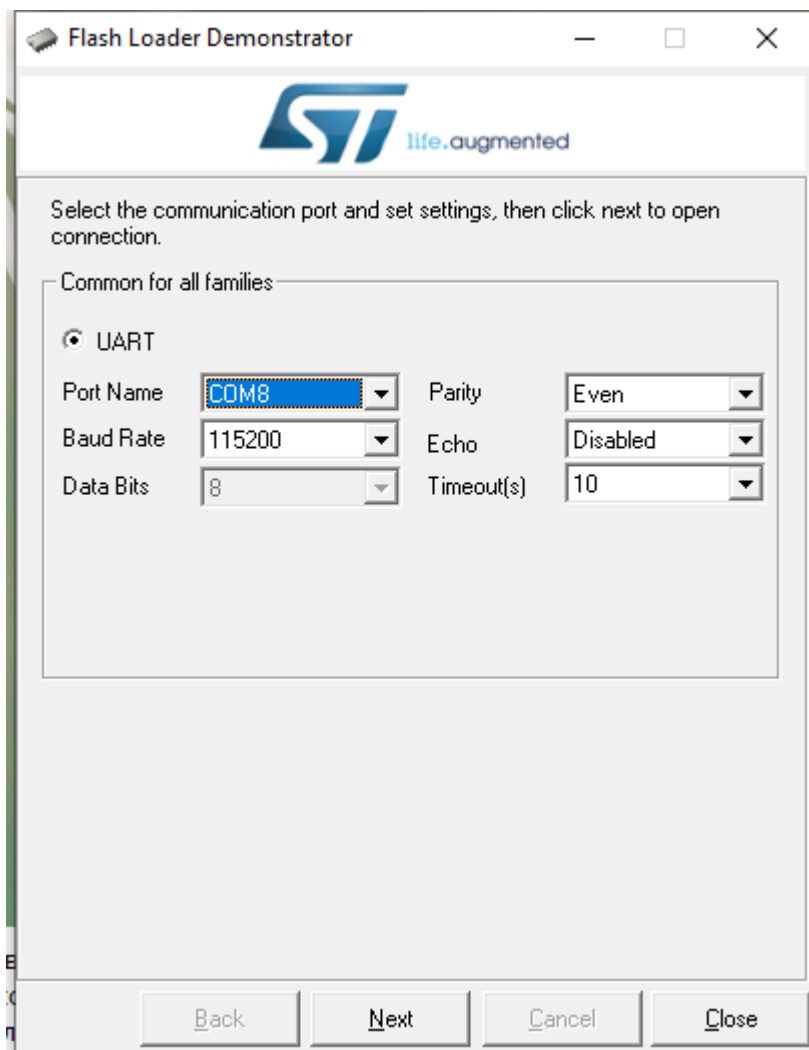 Flash Loader Demonstrator
ST life.augmented
Select the communication port and set settings, then click next to open
connection.
Common for all families
UART
Port Name COM8 Parity Even
Baud Rate 115200 Echo Disabled
Data Bits 8 Timeout(s) 10
Back Next Cancel Close